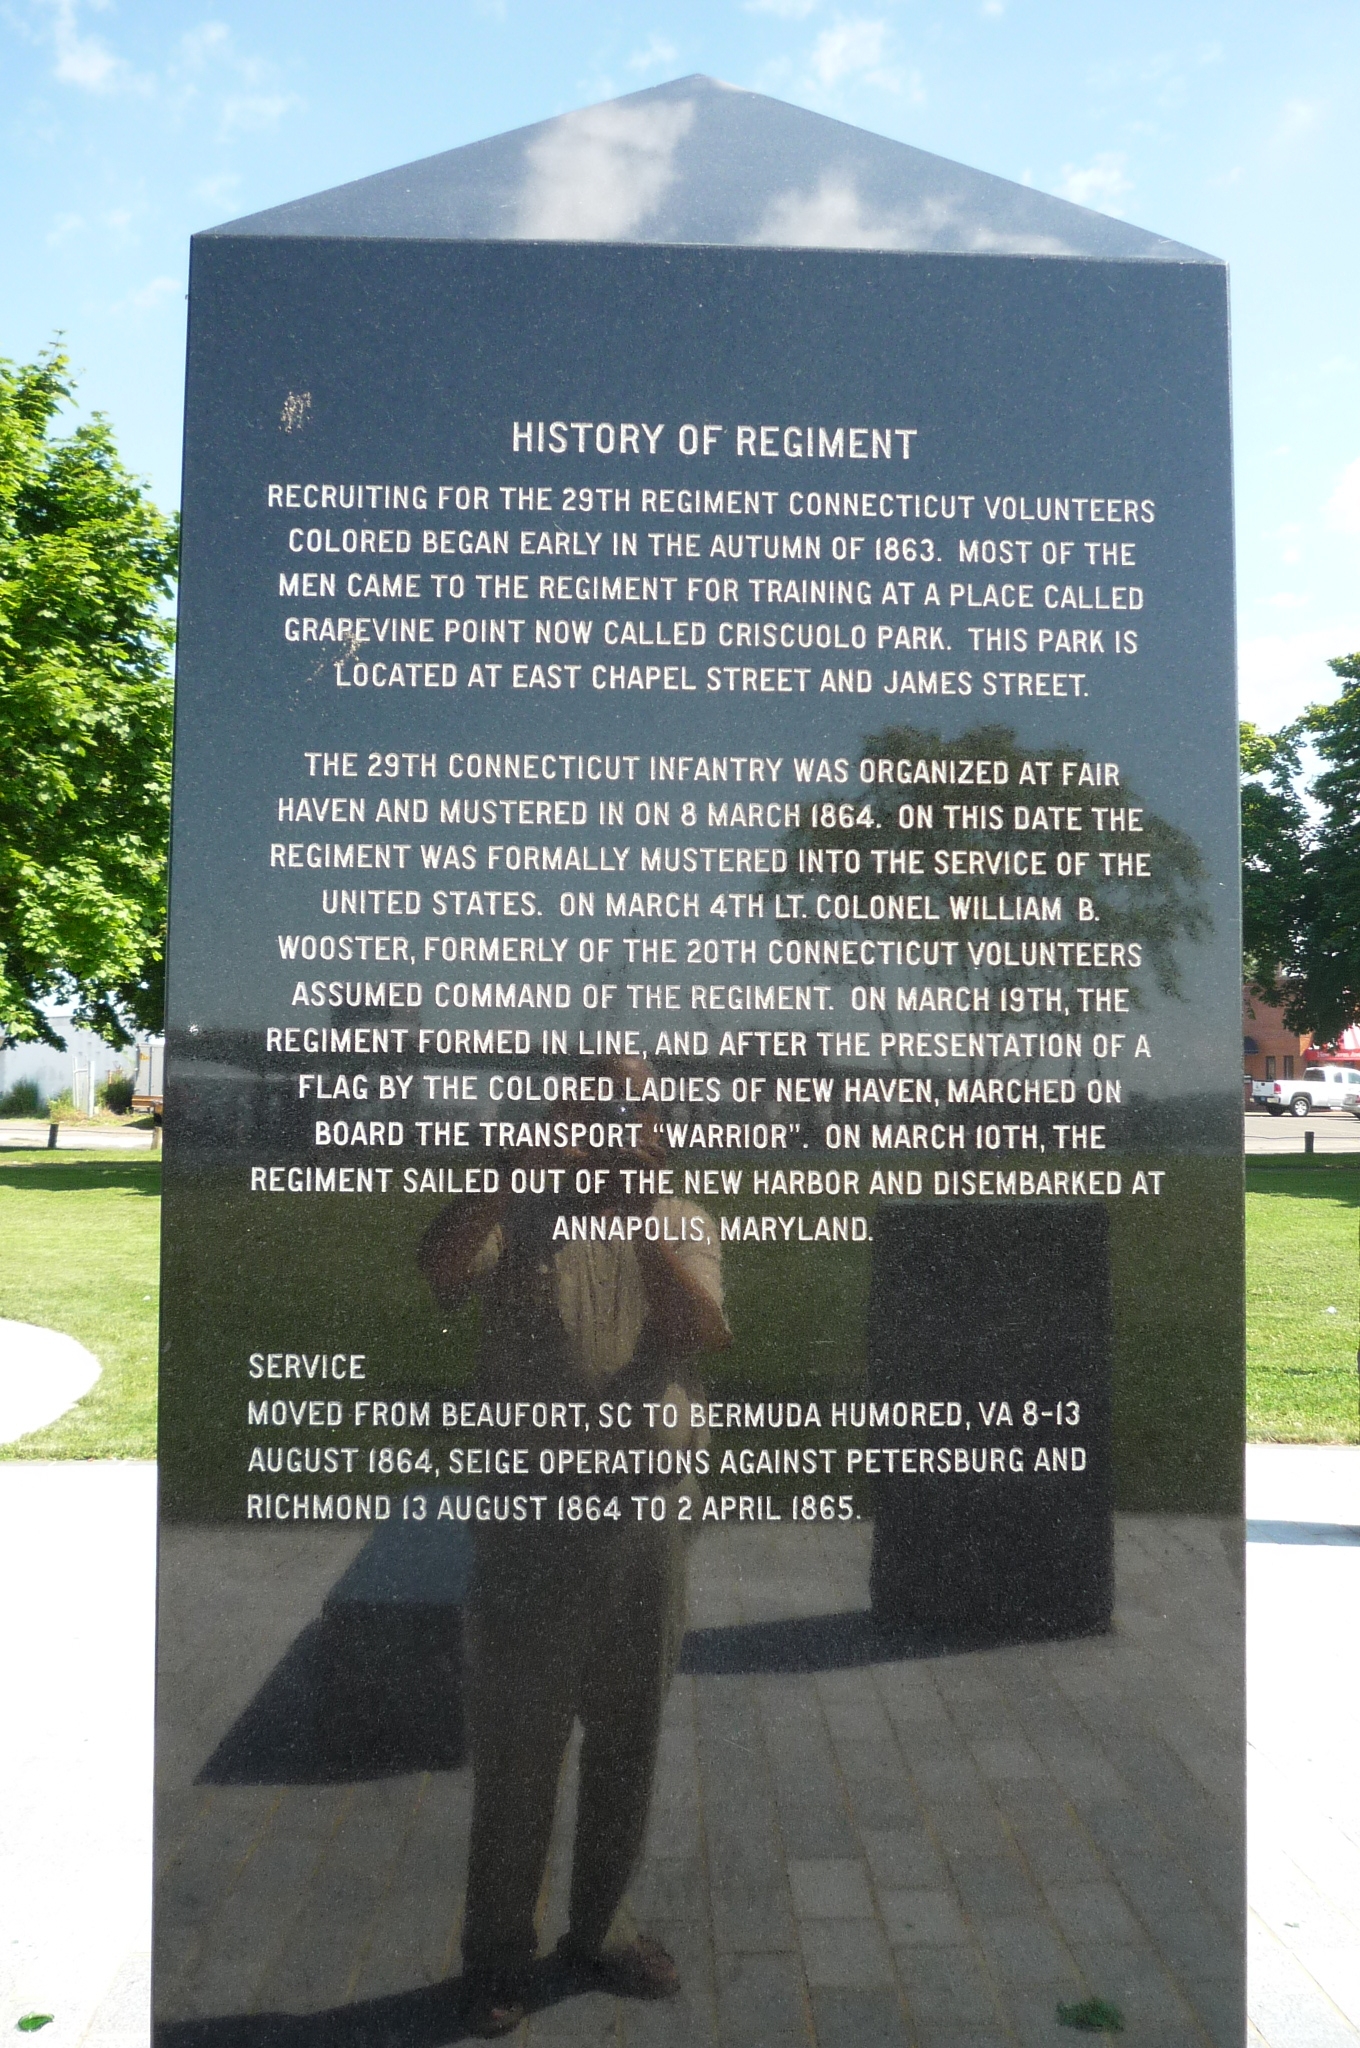 HISTORY OF REGIMENT
RECRUITING FOR THE 29TH REGIMENT CONNECTICUT VOLUNTEERS
COLORED BEGAN EARLY IN THE AUTUMN OF 1863. MOST OF THE
MEN CAME TO THE REGIMENT FOR TRAINING AT A PLACE CALLED
GRAPEVINE POINT NOW CALLED CRISCUOLO PARK. THIS PARK IS
LOCATED AT EAST CHAPEL STREET AND JAMES STREET.
THE 29TH CONNECTICUT INFANTRY WAS ORGANIZED AT FAIR
HAVEN AND MUSTERED IN ON 8 MARCH 1864. ON THIS DATE THE
REGIMENT WAS FORMALLY MUSTERED INTO THE SERVICE OF THE
UNITED STATES. ON MARCH 4TH LT. COLONEL WILLIAM B.
WOOSTER, FORMERLY OF THE 20TH CONNECTICUT VOLUNTEERS
ASSUMED COMMAND OF THE REGIMENT. ON MARCH 19TH, THE
REGIMENT FORMED IN LINE, AND AFTER THE PRESENTATION OF A
FLAG BY THE COLORED LADIES OF NEW HAVEN, MARCHED ON
BOARD THE TRANSPORT “WARRIOR”. ON MARCH 10TH, THE
REGIMENT SAILED OUT OF THE NEW HARBOR AND DISEMBARKED AT
ANNAPOLIS, MARYLAND.
SERVICE
MOVED FROM BEAUFORT, SC TO BERMUDA HUMORED, VA 8-13
AUGUST 1864, SEIGE OPERATIONS AGAINST PETERSBURG AND
RICHMOND 13 AUGUST 1864 TO 2 APRIL 1865.